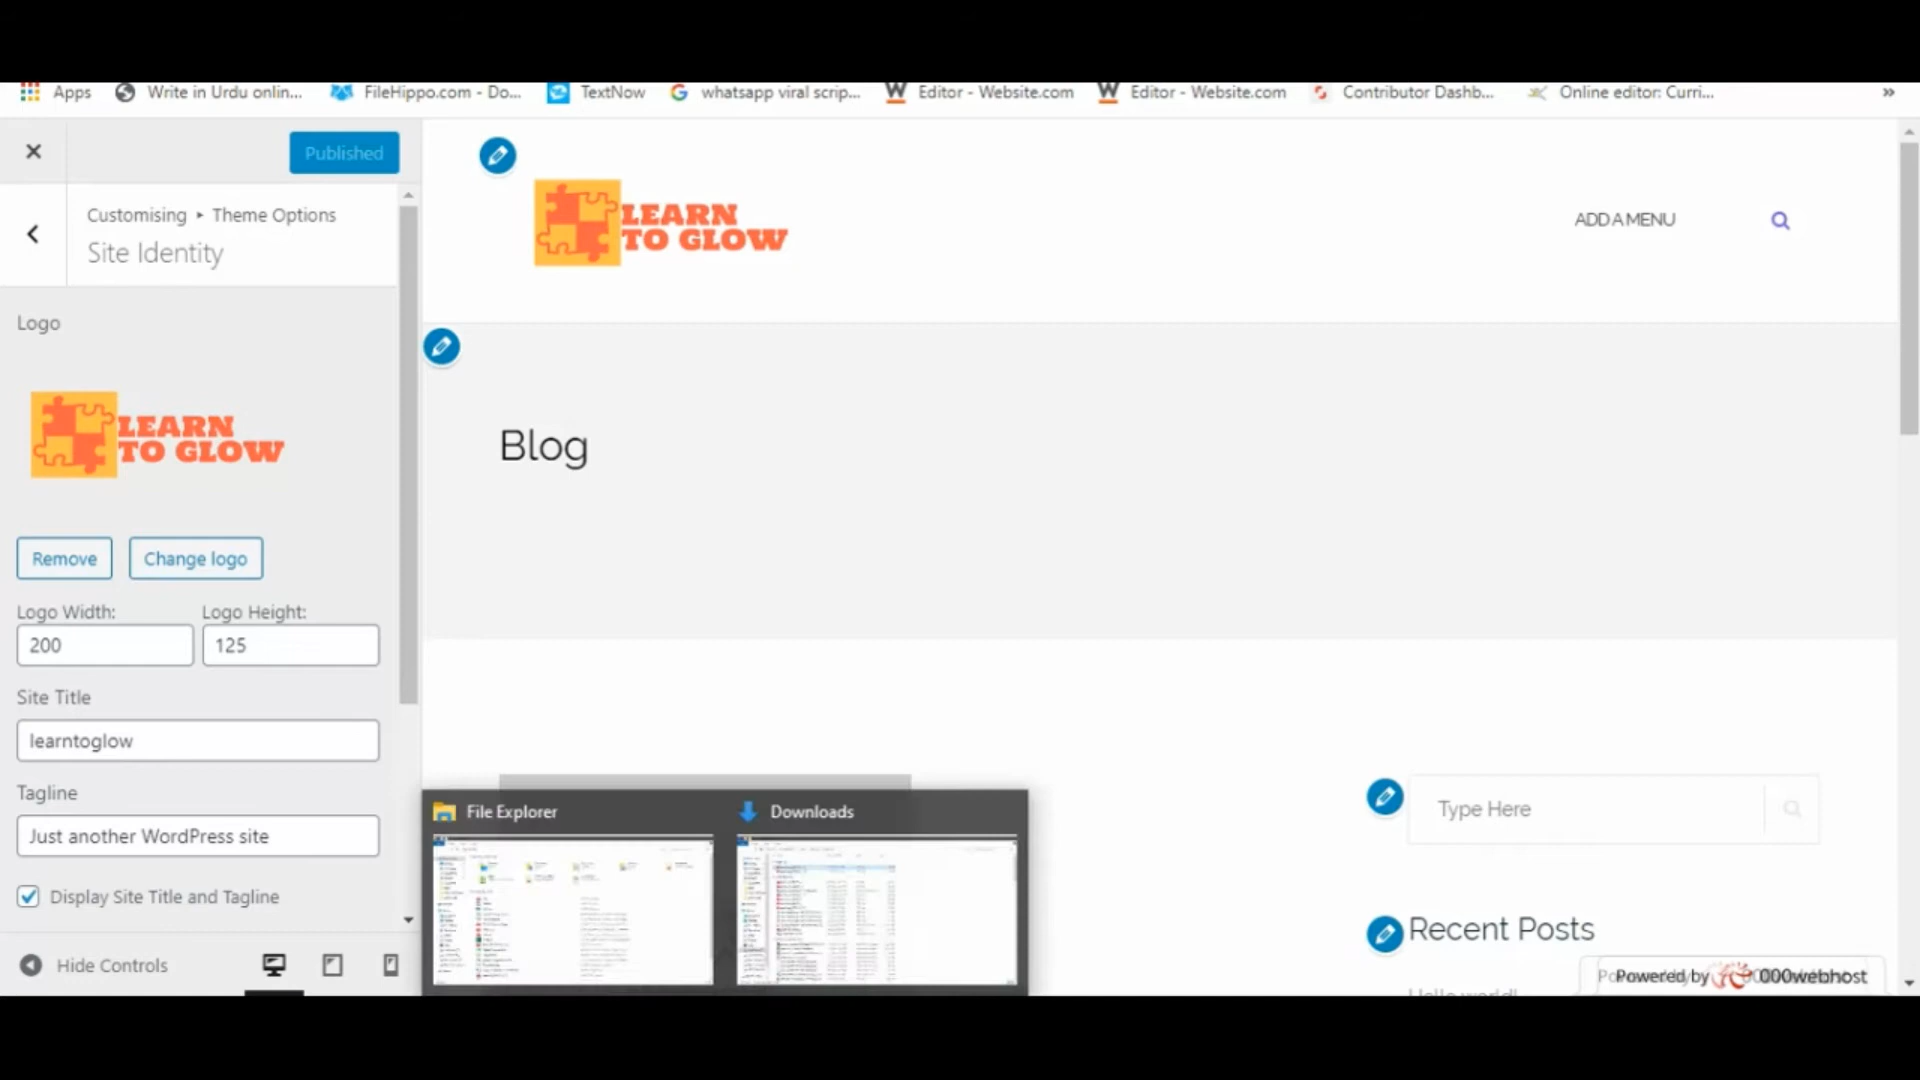 Apps Write in Urdu onlin... FileHippo.com - Do... TextNow whatsapp viral scrip... Editor - Website.com Editor - Website.com Contributor Dashb... Online editor: Curri... »
Published
Customising ▸ Theme Options
Site Identity
LEARN
TO GLOW
ADD A MENU
Logo
LEARN
TO GLOW
Blog
Remove Change logo
Logo Width: Logo Height:
200 125
Site Title
learntoglow
Tagline
Just another WordPress site
Display Site Title and Tagline
Hide Controls
File Explorer Downloads
Type Here
Recent Posts
Hello world!
Powered by 000webhost